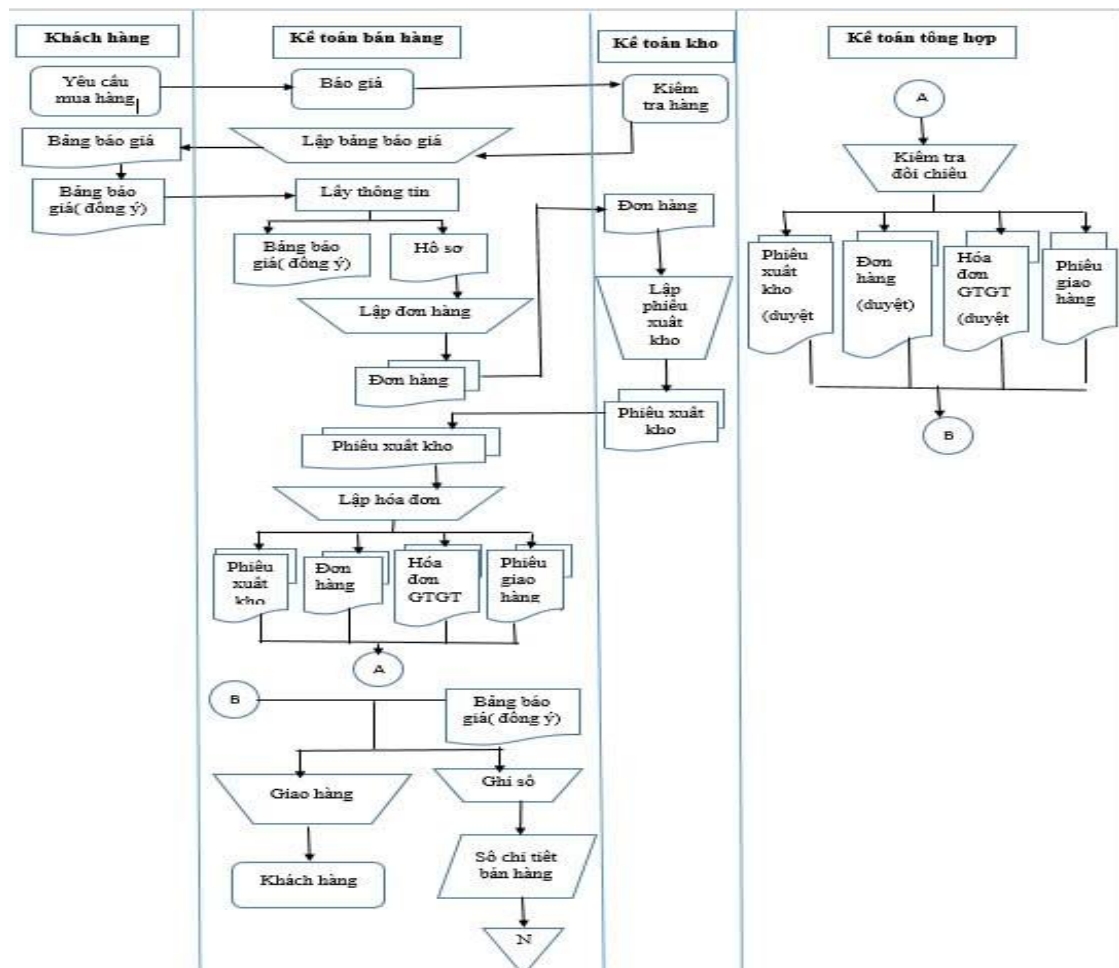 Khách hàng
Kế toán bán hàng
Kế toán kho
Kế toán tổng hợp
Yêu cầu
mua hàng
Báo giá
Kiểm
tra hàng
A
Bảng báo giá
Lập bảng báo giá
Kiểm tra
đối chiếu
Bảng báo
giá( đồng ý)
Lấy thông tin
Đơn hàng
Bảng báo
giá( đồng ý)
Hồ sơ
Phiếu
xuất
kho
(duyệt
Đơn
hàng
(duyệt)
Hóa
đơn
GTGT
(duyệt
Phiếu
giao
hàng
Lập đơn hàng
Lập
phiếu
xuất
kho
Đơn hàng
Phiếu xuất
kho
B
Phiếu xuất kho
Lập hóa đơn
Phiếu
xuất
kho
Đơn
hàng
Hóa
đơn
GTGT
Phiếu
giao
hàng
A
B
Bảng báo
giá( đồng ý)
Giao hàng
Ghi sổ
Khách hàng
Sổ chi tiết
bán hàng
N